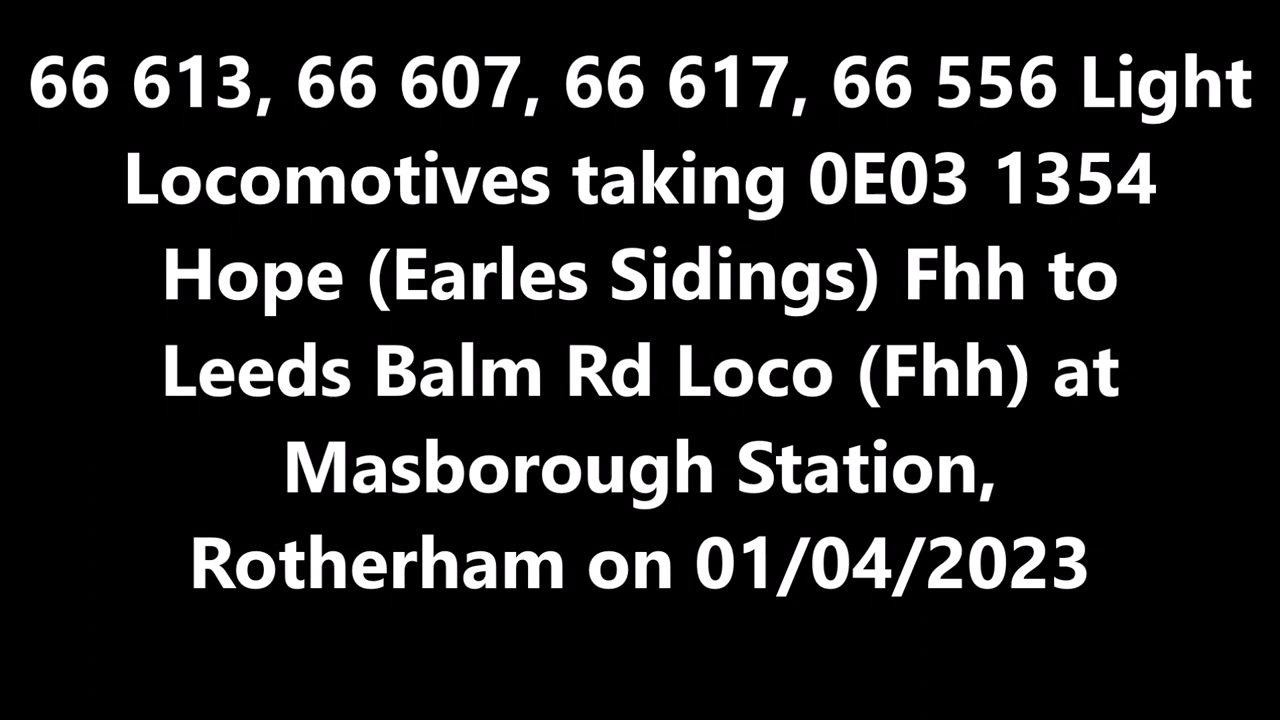 66 613, 66 607, 66 617, 66 556 Light
Locomotives taking 0E03 1354
Hope (Earles Sidings) Fhh to
Leeds Balm Rd Loco (Fhh) at
Masborough Station,
Rotherham on 01/04/2023